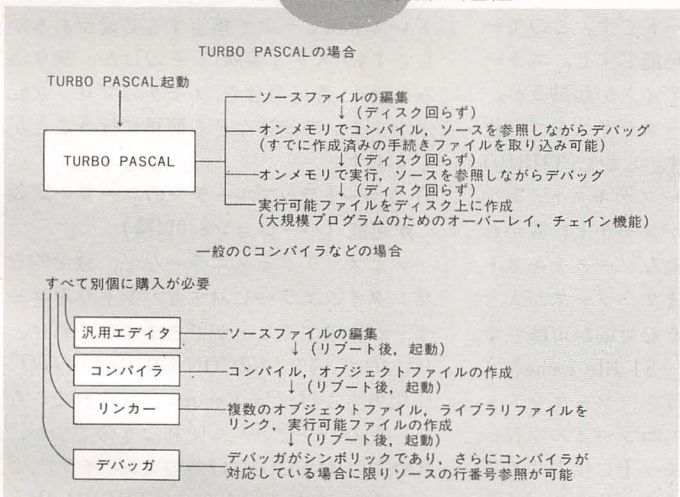 TURBO PASCALの場合
TURBO PASCAL起動
TURBO PASCAL
ソースファイルの編集
↓(ディスク回らず)
オンメモリでコンパイル,ソースを参照しながらデバッグ
(すでに作成済みの手続きファイルを取り込み可能)
↓(ディスク回らず)
オンメモリで実行,ソースを参照しながらデバッグ
↓(ディスク回らず)
実行可能ファイルをディスク上に作成
(大規模プログラムのためのオーバーレイ,チェイン機能)
一般のCコンパイラなどの場合
すべて別個に購入が必要
汎用エディタ
ソースファイルの編集
↓(リブート後,起動)
コンパイラ
コンパイル,オブジェクトファイルの作成
↓(リブート後,起動)
リンカー
複数のオブジェクトファイル,ライブラリファイルを
リンク,実行可能ファイルの作成
↓(リブート後,起動)
デバッガ
デバッガがシンボリックであり,さらにコンパイラが
対応している場合に限りソースの行番号参照が可能